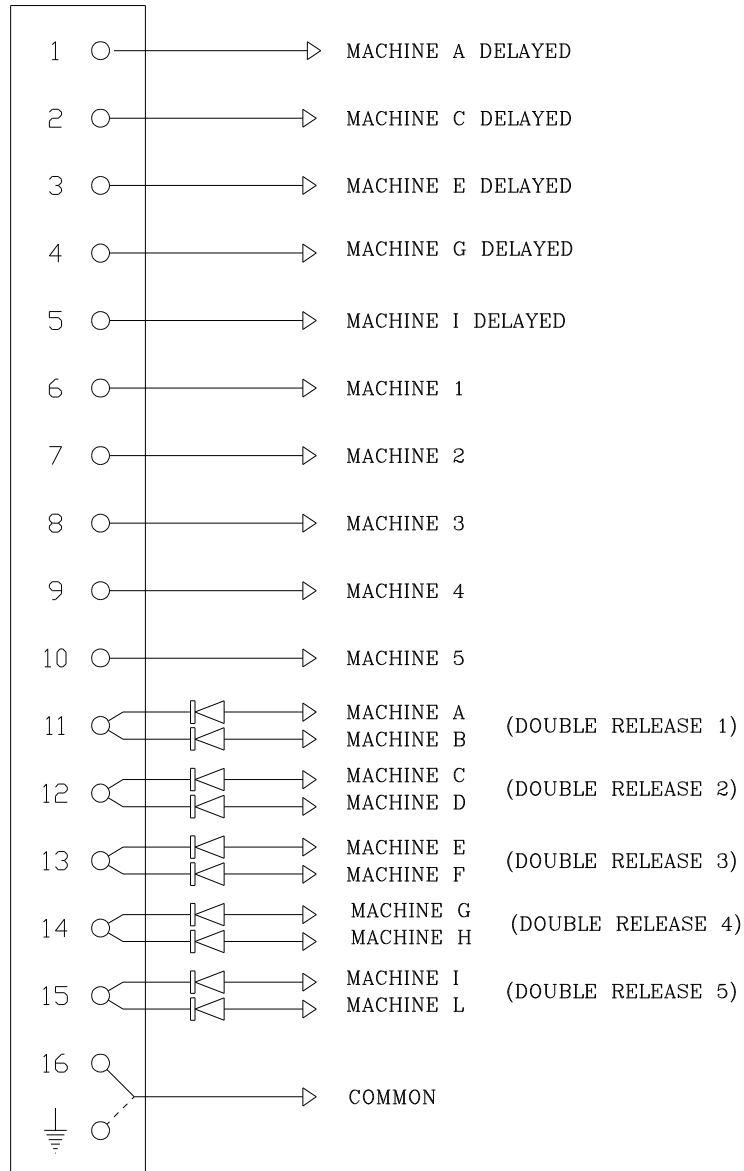 1 MACHINE A DELAYED
2 MACHINE C DELAYED
3 MACHINE E DELAYED
4 MACHINE G DELAYED
5 MACHINE I DELAYED
6 MACHINE 1
7 MACHINE 2
8 MACHINE 3
9 MACHINE 4
10 MACHINE 5
11 MACHINE A
MACHINE B
(DOUBLE RELEASE 1)
12 MACHINE C
MACHINE D
(DOUBLE RELEASE 2)
13 MACHINE E
MACHINE F
(DOUBLE RELEASE 3)
14 MACHINE G
MACHINE H
(DOUBLE RELEASE 4)
15 MACHINE I
MACHINE L
(DOUBLE RELEASE 5)
16 COMMON